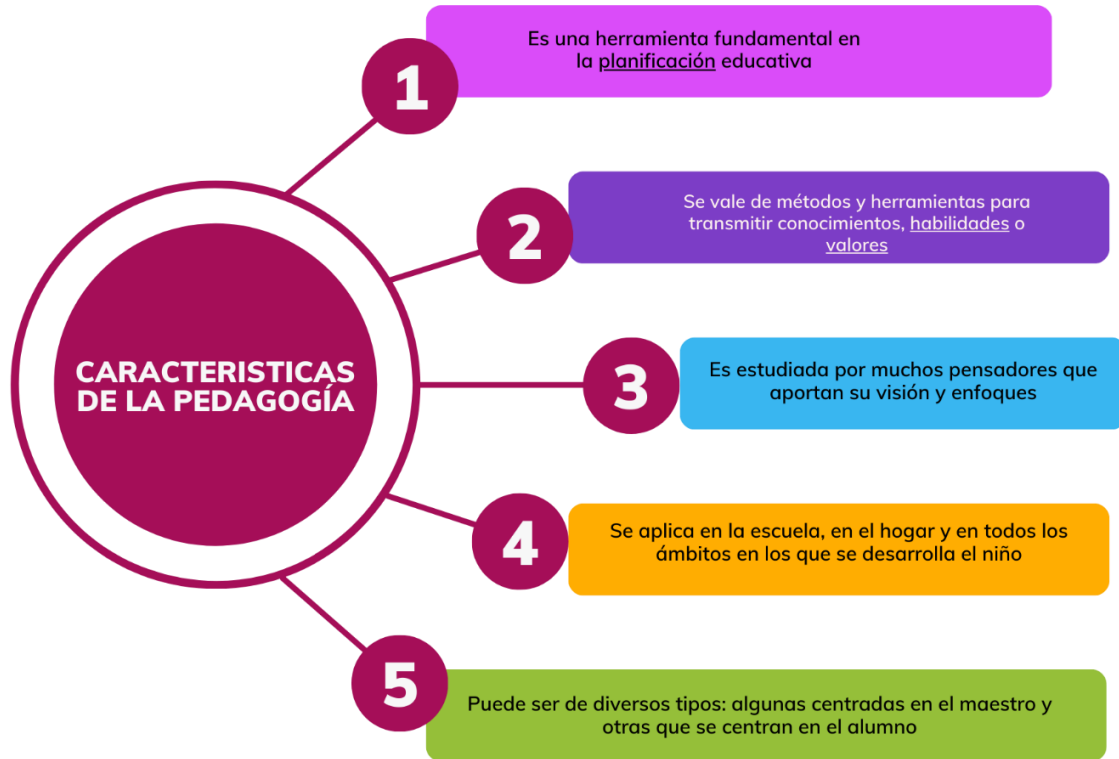 CARACTERISTICAS
DE LA PEDAGOGÍA
1
Es una herramienta fundamental en
la planificación educativa
2
Se vale de métodos y herramientas para
transmitir conocimientos, habilidades o
valores
3
Es estudiada por muchos pensadores que
aportan su visión y enfoques
4
Se aplica en la escuela, en el hogar y en todos los
ámbitos en los que se desarrolla el niño
5
Puede ser de diversos tipos: algunas centradas en el maestro y
otras que se centran en el alumno